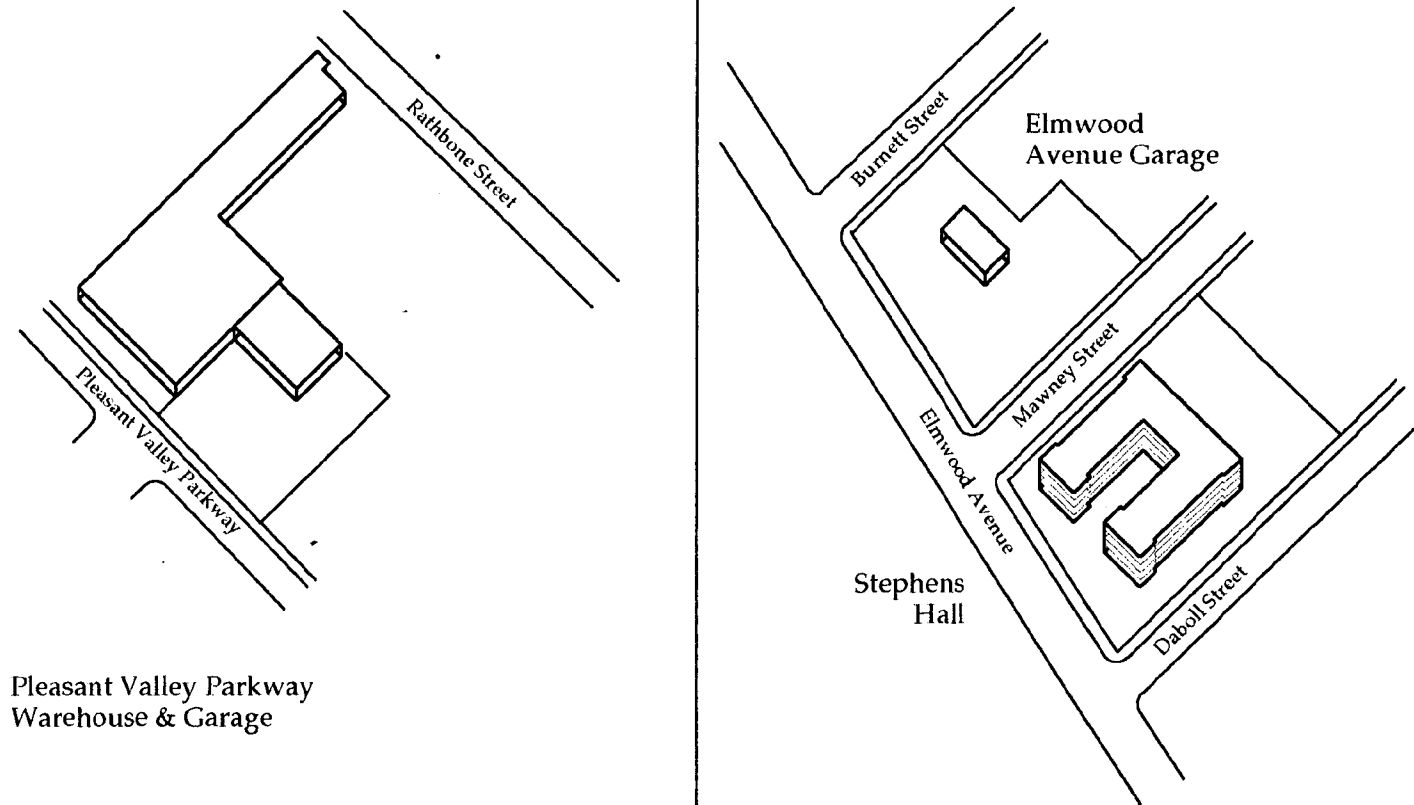 Rathbone Street
Pleasant Valley Parkway
Pleasant Valley Parkway
Warehouse & Garage
Burnett Street
Elmwood
Avenue Garage
Mawney Street
Elmwood Avenue
Stephens
Hall
Daboll Street